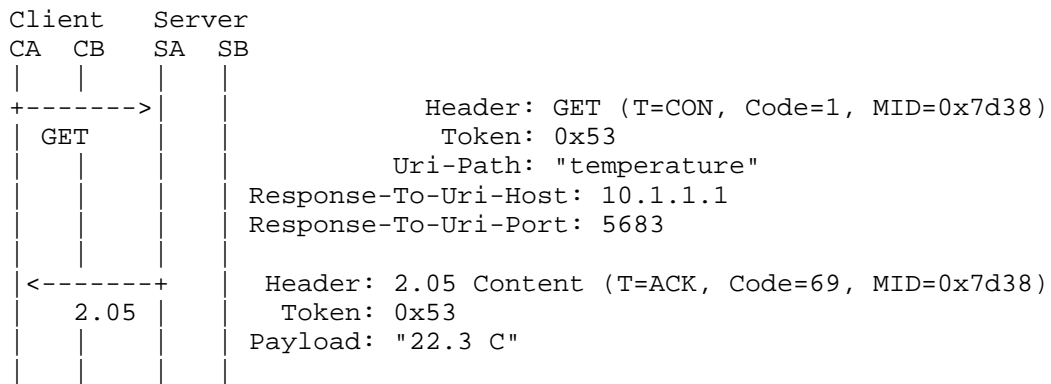 Client   Server
CA  CB   SA  SB
|   |    |   |
+------->|   |            Header: GET (T=CON, Code=1, MID=0x7d38)
| GET    |   |             Token: 0x53
|   |    |   |          Uri-Path: "temperature"
|   |    |   | Response-To-Uri-Host: 10.1.1.1
|   |    |   | Response-To-Uri-Port: 5683
|   |    |   |
|<-------+   |  Header: 2.05 Content (T=ACK, Code=69, MID=0x7d38)
|   2.05 |   |   Token: 0x53
|   |    |   | Payload: "22.3 C"
|   |    |   |